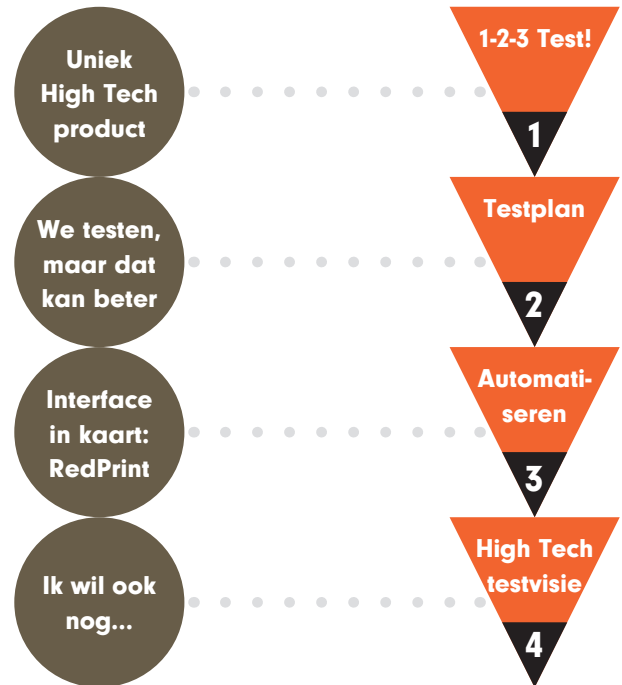 Uniek
High Tech
product
1-2-3 Test!
1
We testen,
maar dat
kan beter
Testplan
2
Interface
in kaart:
RedPrint
Automati-
seren
3
Ik wil ook
nog...
High Tech
testvisie
4